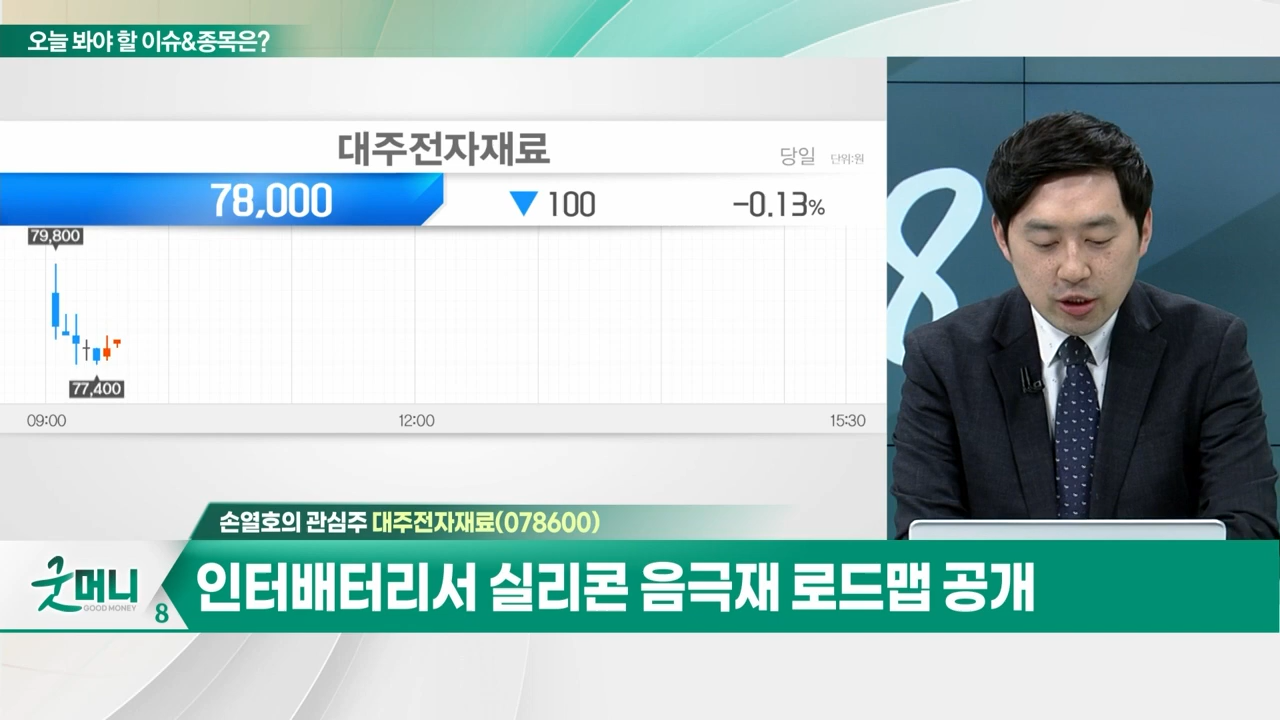 오늘 봐야 할 이슈&종목은?
대주전자재료
당일 단위:원
78,000 ▼ 100 -0.13%
79,800
77,400
09:00 12:00 15:30
8
손열호의 관심주 대주전자재료(078600)
굿머니
GOOD MONEY
8
인터배터리서 실리콘 음극재 로드맵 공개